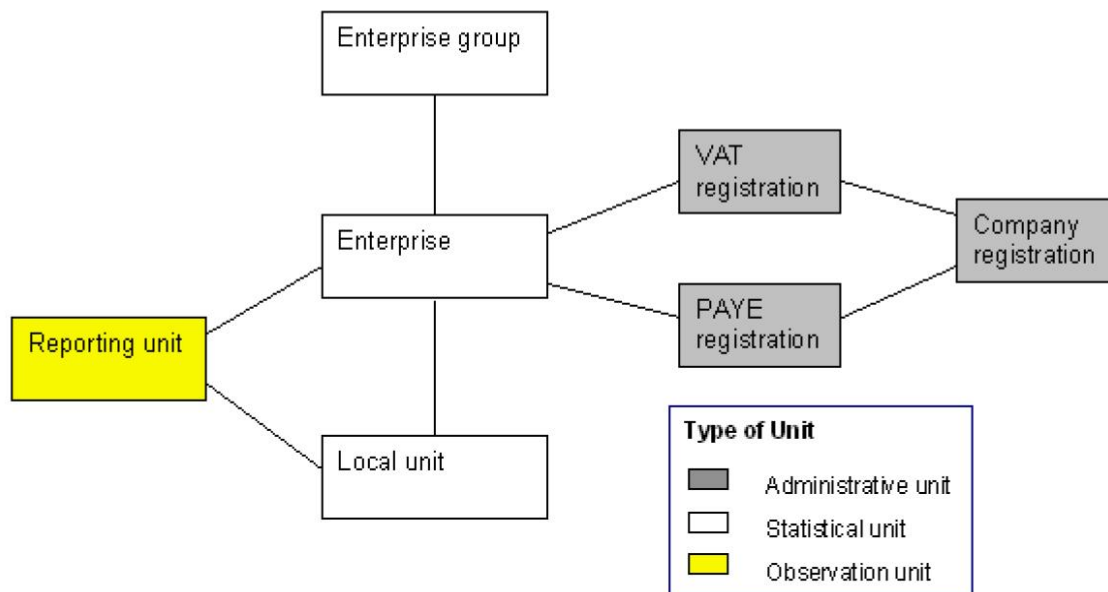 Enterprise group
VAT
registration
Enterprise
Company
registration
PAYE
registration
Reporting unit
Local unit
Type of Unit
Administrative unit
Statistical unit
Observation unit